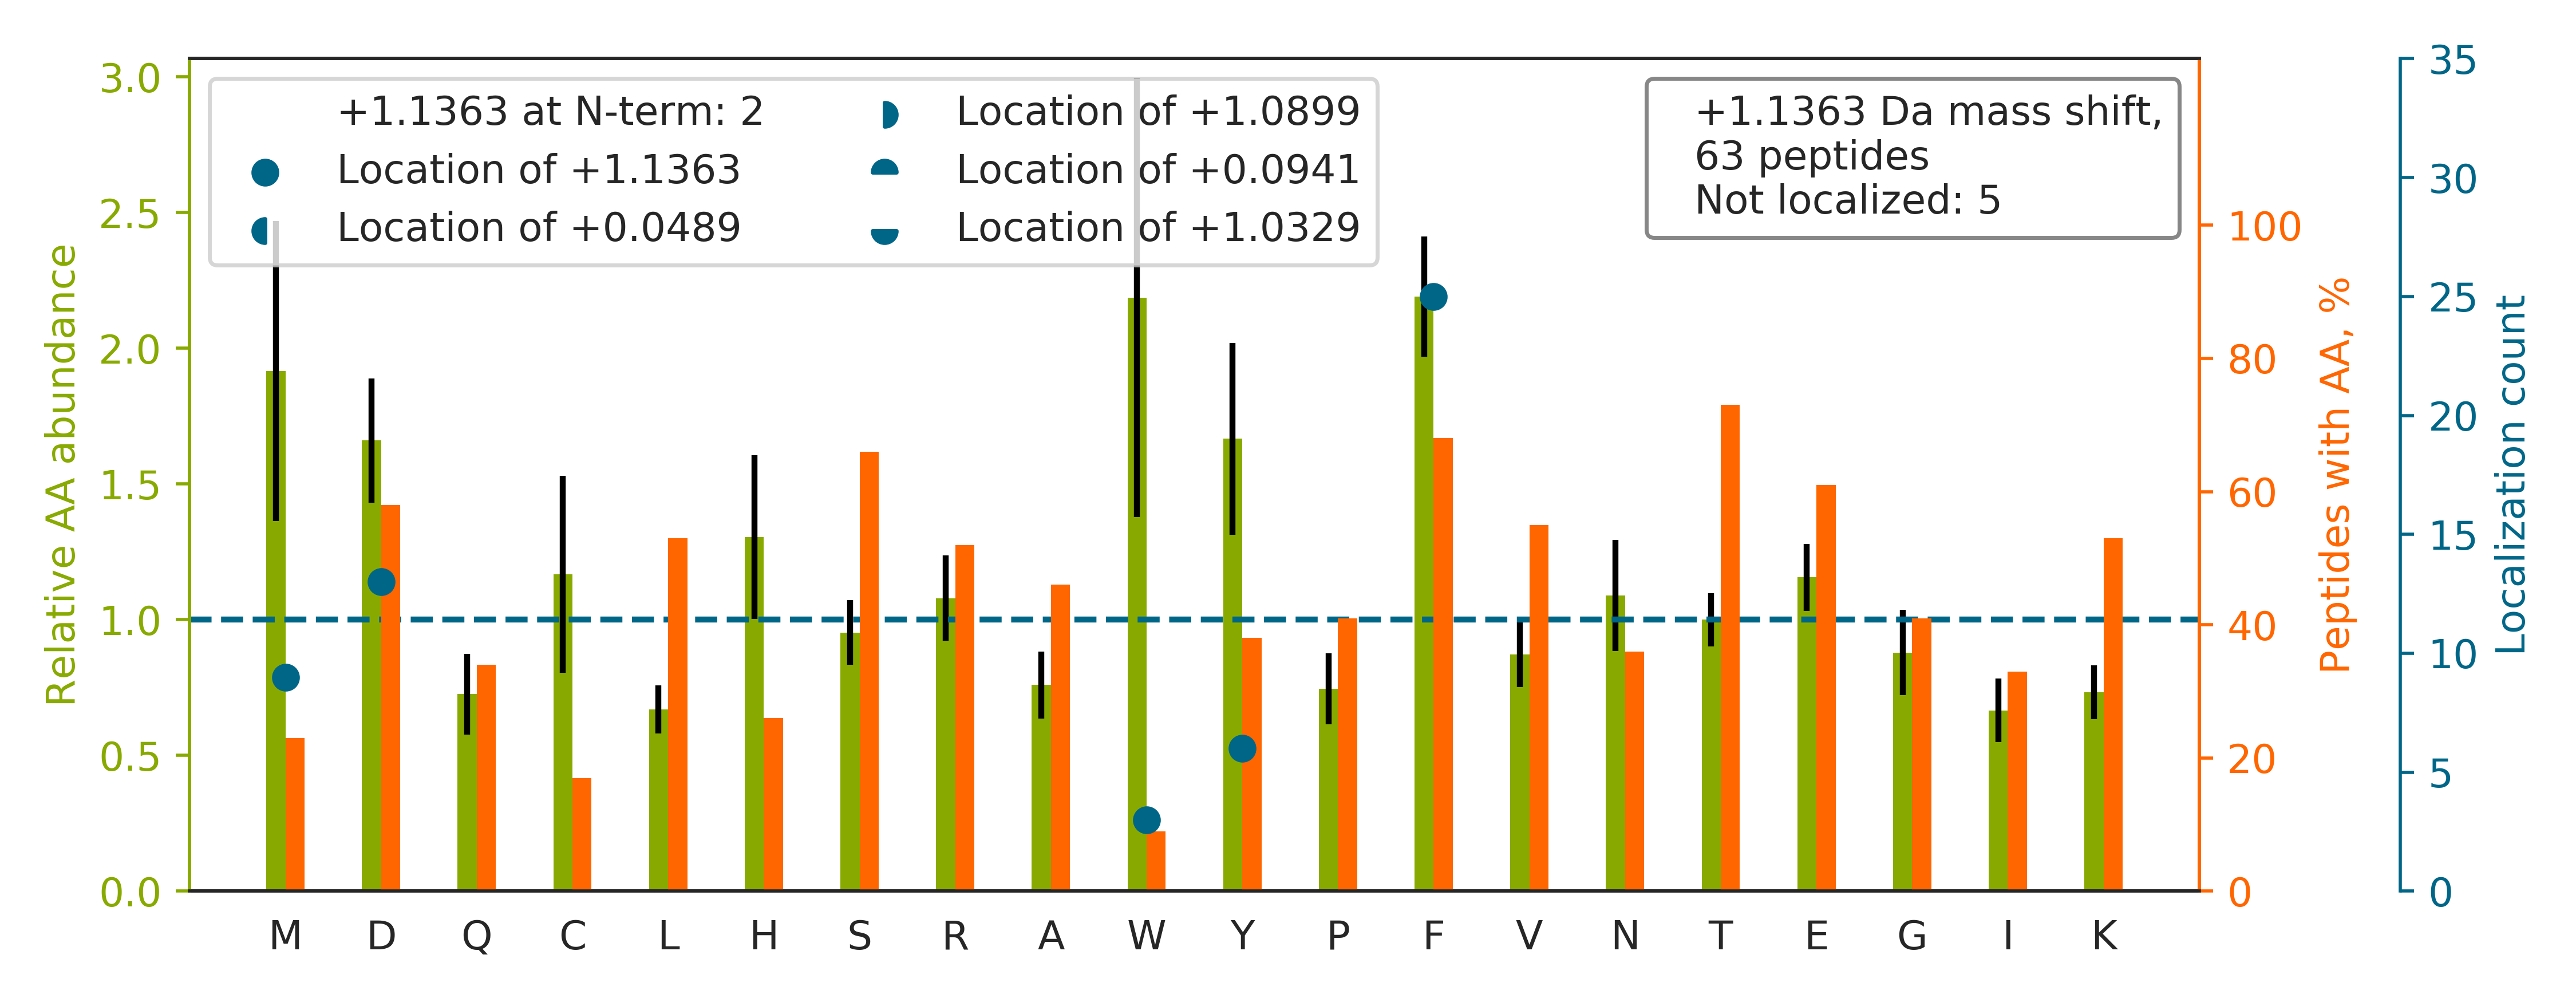 +1.1363 at N-term: 2
Location of +1.1363
Location of +0.0489
Location of +1.0899
Location of +0.0941
Location of +1.0329
+1.1363 Da mass shift,
63 peptides
Not localized: 5
Relative AA abundance
3.0
2.5
2.0
1.5
1.0
0.5
0.0
M D Q C L H S R A W Y P F V N T E G I K
100
80
60
40
20
0
Peptides with AA, %
35
30
25
20
15
10
5
0
Localization count